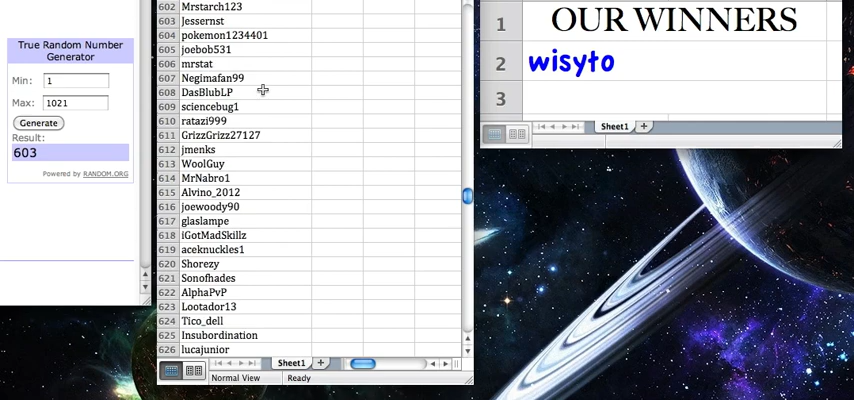 True Random Number
Generator
Min: 1
Max: 1021
Generate
Result:
603
Powered by RANDOM.ORG
602 Mrstarch123
603 Jessernst
604 pokemon1234401
605 joebob531
606 mrstat
607 Negimafan99
608 DasBlubLP
609 sciencebug1
610 ratazi999
611 GrizzGrizz27127
612 jmenks
613 WoolGuy
614 MrNabro1
615 Alvino_2012
616 joewoody90
617 glaslampe
618 iGotMadSkillz
619 aceknuckles1
620 Shorezy
621 Sonofhades
622 AlphaPvP
623 Lootador13
624 Tico_dell
625 Insubordination
626 lucajunior
Sheet1
Normal View Ready
1 OUR WINNERS
2 wisyto
3
Sheet1